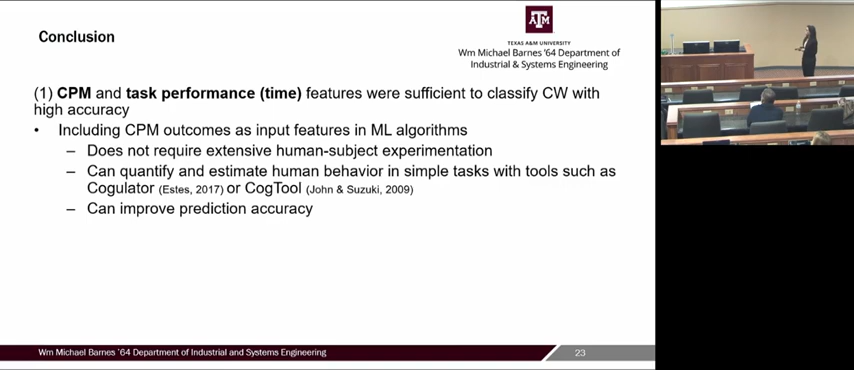 Conclusion
ATM
TEXAS A&M UNIVERSITY
Wm Michael Barnes '64 Department of
Industrial & Systems Engineering
(1) CPM and task performance (time) features were sufficient to classify CW with
high accuracy
• Including CPM outcomes as input features in ML algorithms
– Does not require extensive human-subject experimentation
– Can quantify and estimate human behavior in simple tasks with tools such as
Cogulator (Estes, 2017) or CogTool (John & Suzuki, 2009)
– Can improve prediction accuracy
Wm Michael Barnes '64 Department of Industrial and Systems Engineering
23